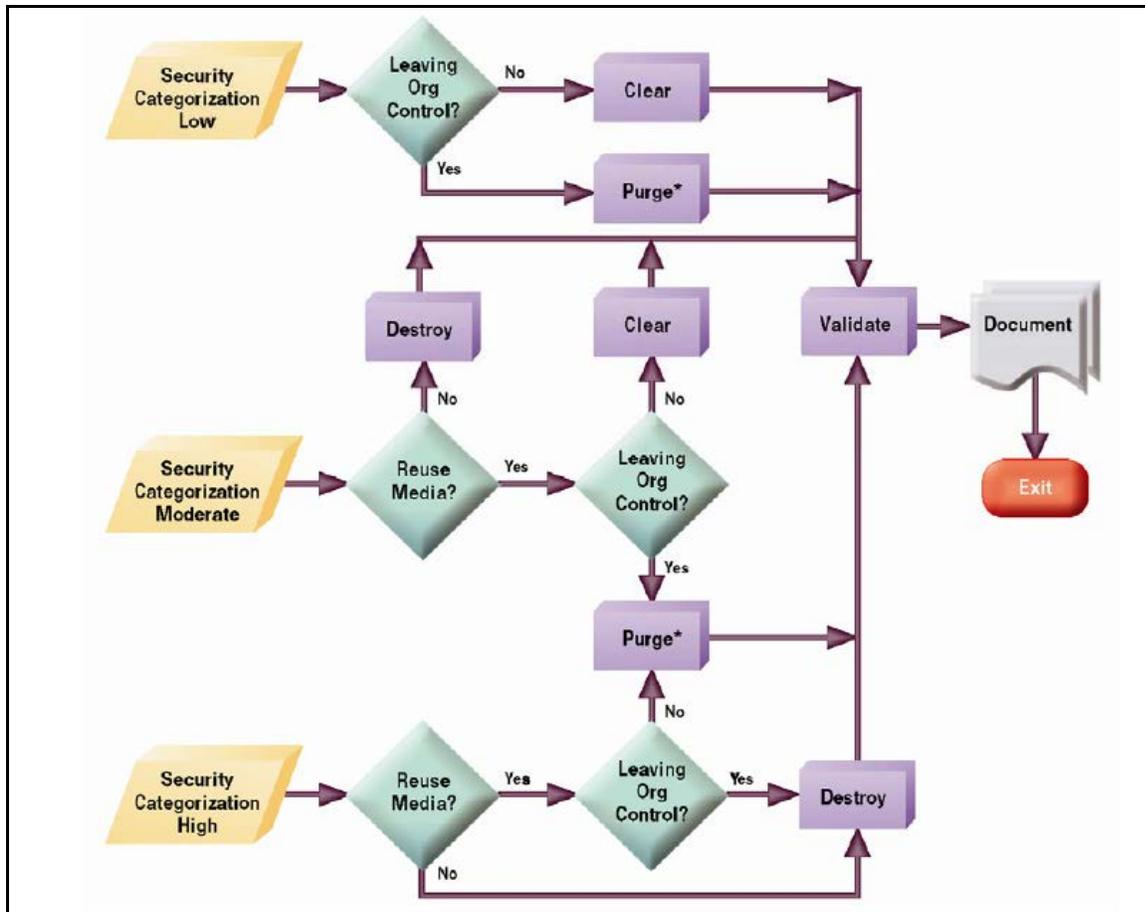 Security
Categorization
Low
Leaving
Org
Control?
No
Clear
Yes
Purge*
Destroy
Clear
Validate
Document
No
No
Security
Categorization
Moderate
Reuse
Media?
Yes
Leaving
Org
Control?
Exit
Yes
Purge*
No
Security
Categorization
High
Reuse
Media?
Yes
Leaving
Org
Control?
Yes
Destroy
No